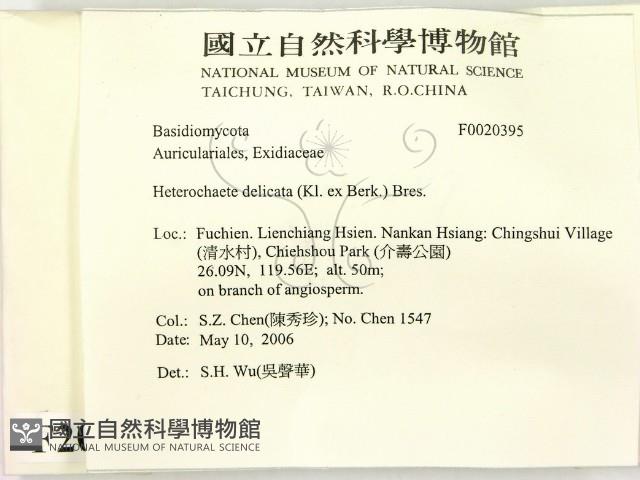 國立自然科學博物館
NATIONAL MUSEUM OF NATURAL SCIENCE
TAICHUNG, TAIWAN, R.O.CHINA
Basidiomycota F0020395
Auriculariales, Exidiaceae
Heterochaete delicata (Kl. ex Berk.) Bres.
Loc.: Fuchien. Lienchiang Hsien. Nankan Hsiang: Chingshui Village
(清水村), Chiehshou Park (介壽公園)
26.09N, 119.56E; alt. 50m;
on branch of angiosperm.
Col.: S.Z. Chen(陳秀珍); No. Chen 1547
Date: May 10, 2006
Det.: S.H. Wu(吳聲華)
國立自然科學博物館
NATIONAL MUSEUM OF NATURAL SCIENCE